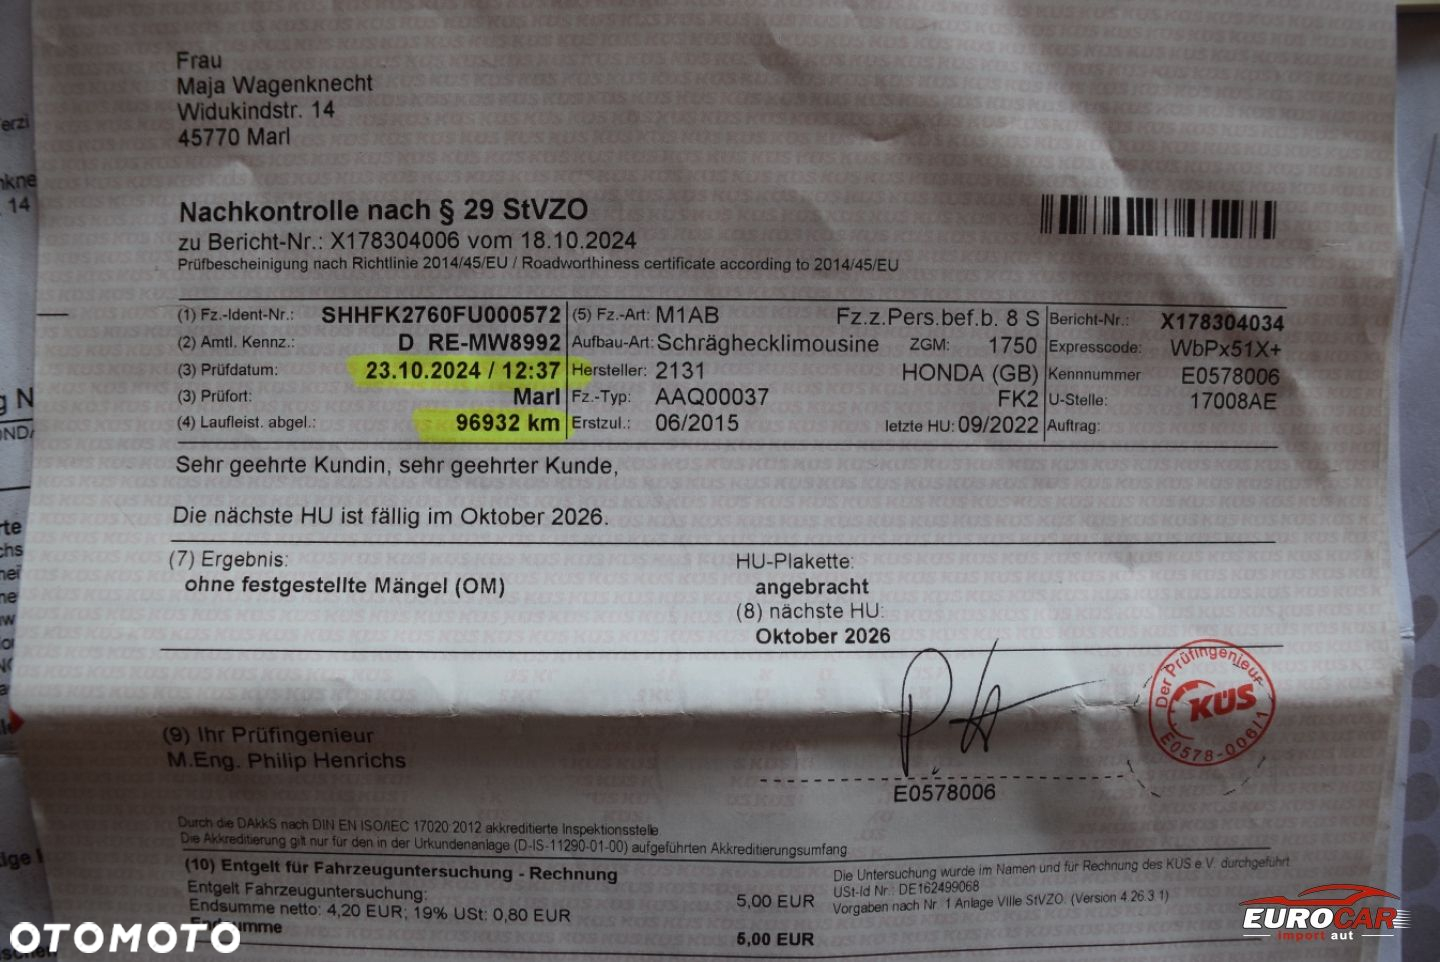 Frau
Maja Wagenknecht
Widukindstr. 14
45770 Marl
Nachkontrolle nach § 29 StVZO
zu Bericht-Nr.: X178304006 vom 18.10.2024
Prüfbescheinigung nach Richtlinie 2014/45/EU / Roadworthiness certificate according to 2014/45/EU
(1) Fz.-Ident-Nr.: SHHFK2760FU000572 (5) Fz.-Art: M1AB Fz.z.Pers.bef.b. 8 S Bericht-Nr.: X178304034
(2) Amtl. Kennz.: D RE-MW8992 Aufbau-Art: Schräghecklimousine ZGM: 1750 Expresscode: WbPx51X+
(3) Prüfdatum: 23.10.2024 / 12:37 Hersteller: 2131 HONDA (GB) Kennnummer E0578006
(3) Prüfort: Marl Fz.-Typ: AAQ00037 FK2 U-Stelle: 17008AE
(4) Laufleist. abgel.: 96932 km Erstzul.: 06/2015 letzte HU: 09/2022 Auftrag:
Sehr geehrte Kundin, sehr geehrter Kunde,
Die nächste HU ist fällig im Oktober 2026.
(7) Ergebnis: HU-Plakette:
ohne festgestellte Mängel (OM) angebracht
(8) nächste HU:
Oktober 2026
Der Prüfingenieur
KÜS
E0578-006/1
(9) Ihr Prüfingenieur
M.Eng. Philip Henrichs
E0578006
Durch die DAkkS nach DIN EN ISO/IEC 17020:2012 akkreditierte Inspektionsstelle
Die Akkreditierung gilt nur für den in der Urkundenanlage (D-IS-11290-01-00) aufgeführten Akkreditierungsumfang.
(10) Entgelt für Fahrzeuguntersuchung - Rechnung
Entgelt Fahrzeuguntersuchung: 5,00 EUR
Endsumme netto: 4,20 EUR; 19% USt: 0,80 EUR
Endsumme 5,00 EUR
Die Untersuchung wurde im Namen und für Rechnung des KÜS e.V. durchgeführt
USt-Id Nr.: DE162499068
Vorgaben nach Nr. 1 Anlage VIIIe StVZO. (Version 4.26.3.1)
OTOMOTO
EUROCAR
import aut